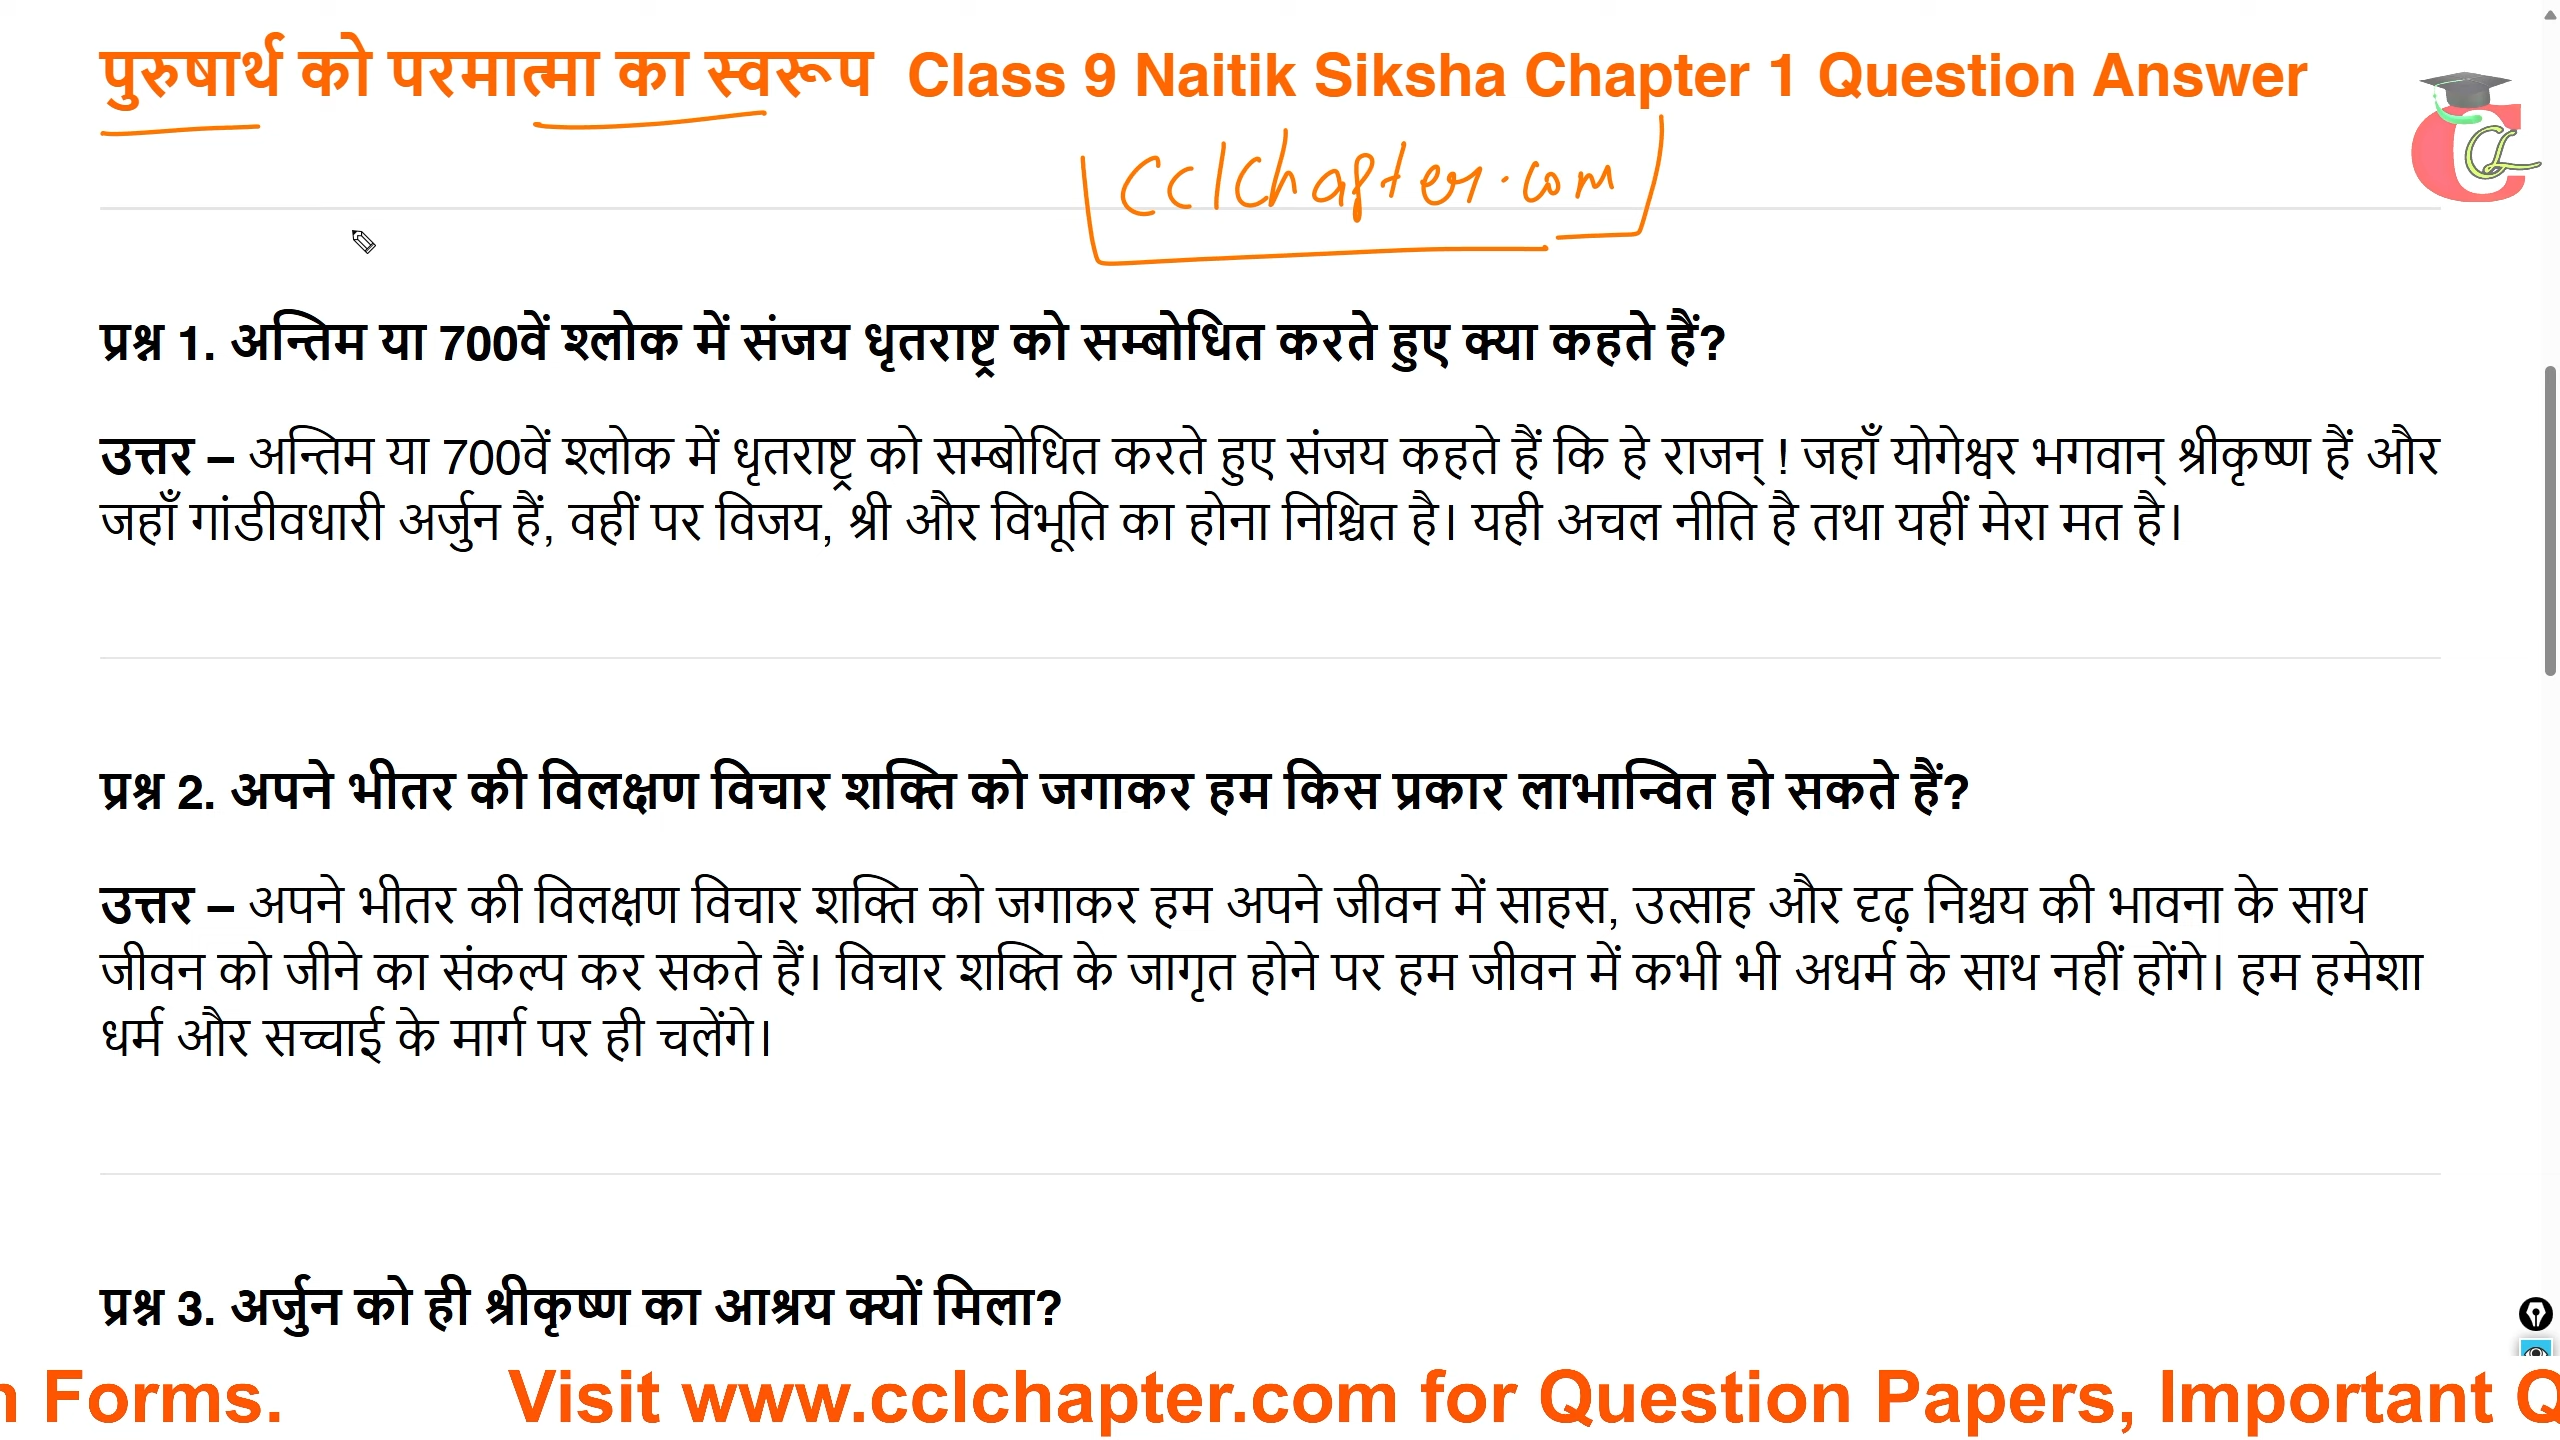 पुरुषार्थ को परमात्मा का स्वरूप Class 9 Naitik Siksha Chapter 1 Question Answer
cclchapter.com
प्रश्न 1. अन्तिम या 700वें श्लोक में संजय धृतराष्ट्र को सम्बोधित करते हुए क्या कहते हैं?
उत्तर – अन्तिम या 700वें श्लोक में धृतराष्ट्र को सम्बोधित करते हुए संजय कहते हैं कि हे राजन् ! जहाँ योगेश्वर भगवान् श्रीकृष्ण हैं और
जहाँ गांडीवधारी अर्जुन हैं, वहीं पर विजय, श्री और विभूति का होना निश्चित है। यही अचल नीति है तथा यहीं मेरा मत है।
प्रश्न 2. अपने भीतर की विलक्षण विचार शक्ति को जगाकर हम किस प्रकार लाभान्वित हो सकते हैं?
उत्तर – अपने भीतर की विलक्षण विचार शक्ति को जगाकर हम अपने जीवन में साहस, उत्साह और दृढ़ निश्चय की भावना के साथ
जीवन को जीने का संकल्प कर सकते हैं। विचार शक्ति के जागृत होने पर हम जीवन में कभी भी अधर्म के साथ नहीं होंगे। हम हमेशा
धर्म और सच्चाई के मार्ग पर ही चलेंगे।
प्रश्न 3. अर्जुन को ही श्रीकृष्ण का आश्रय क्यों मिला?
n Forms. Visit www.cclchapter.com for Question Papers, Important Q